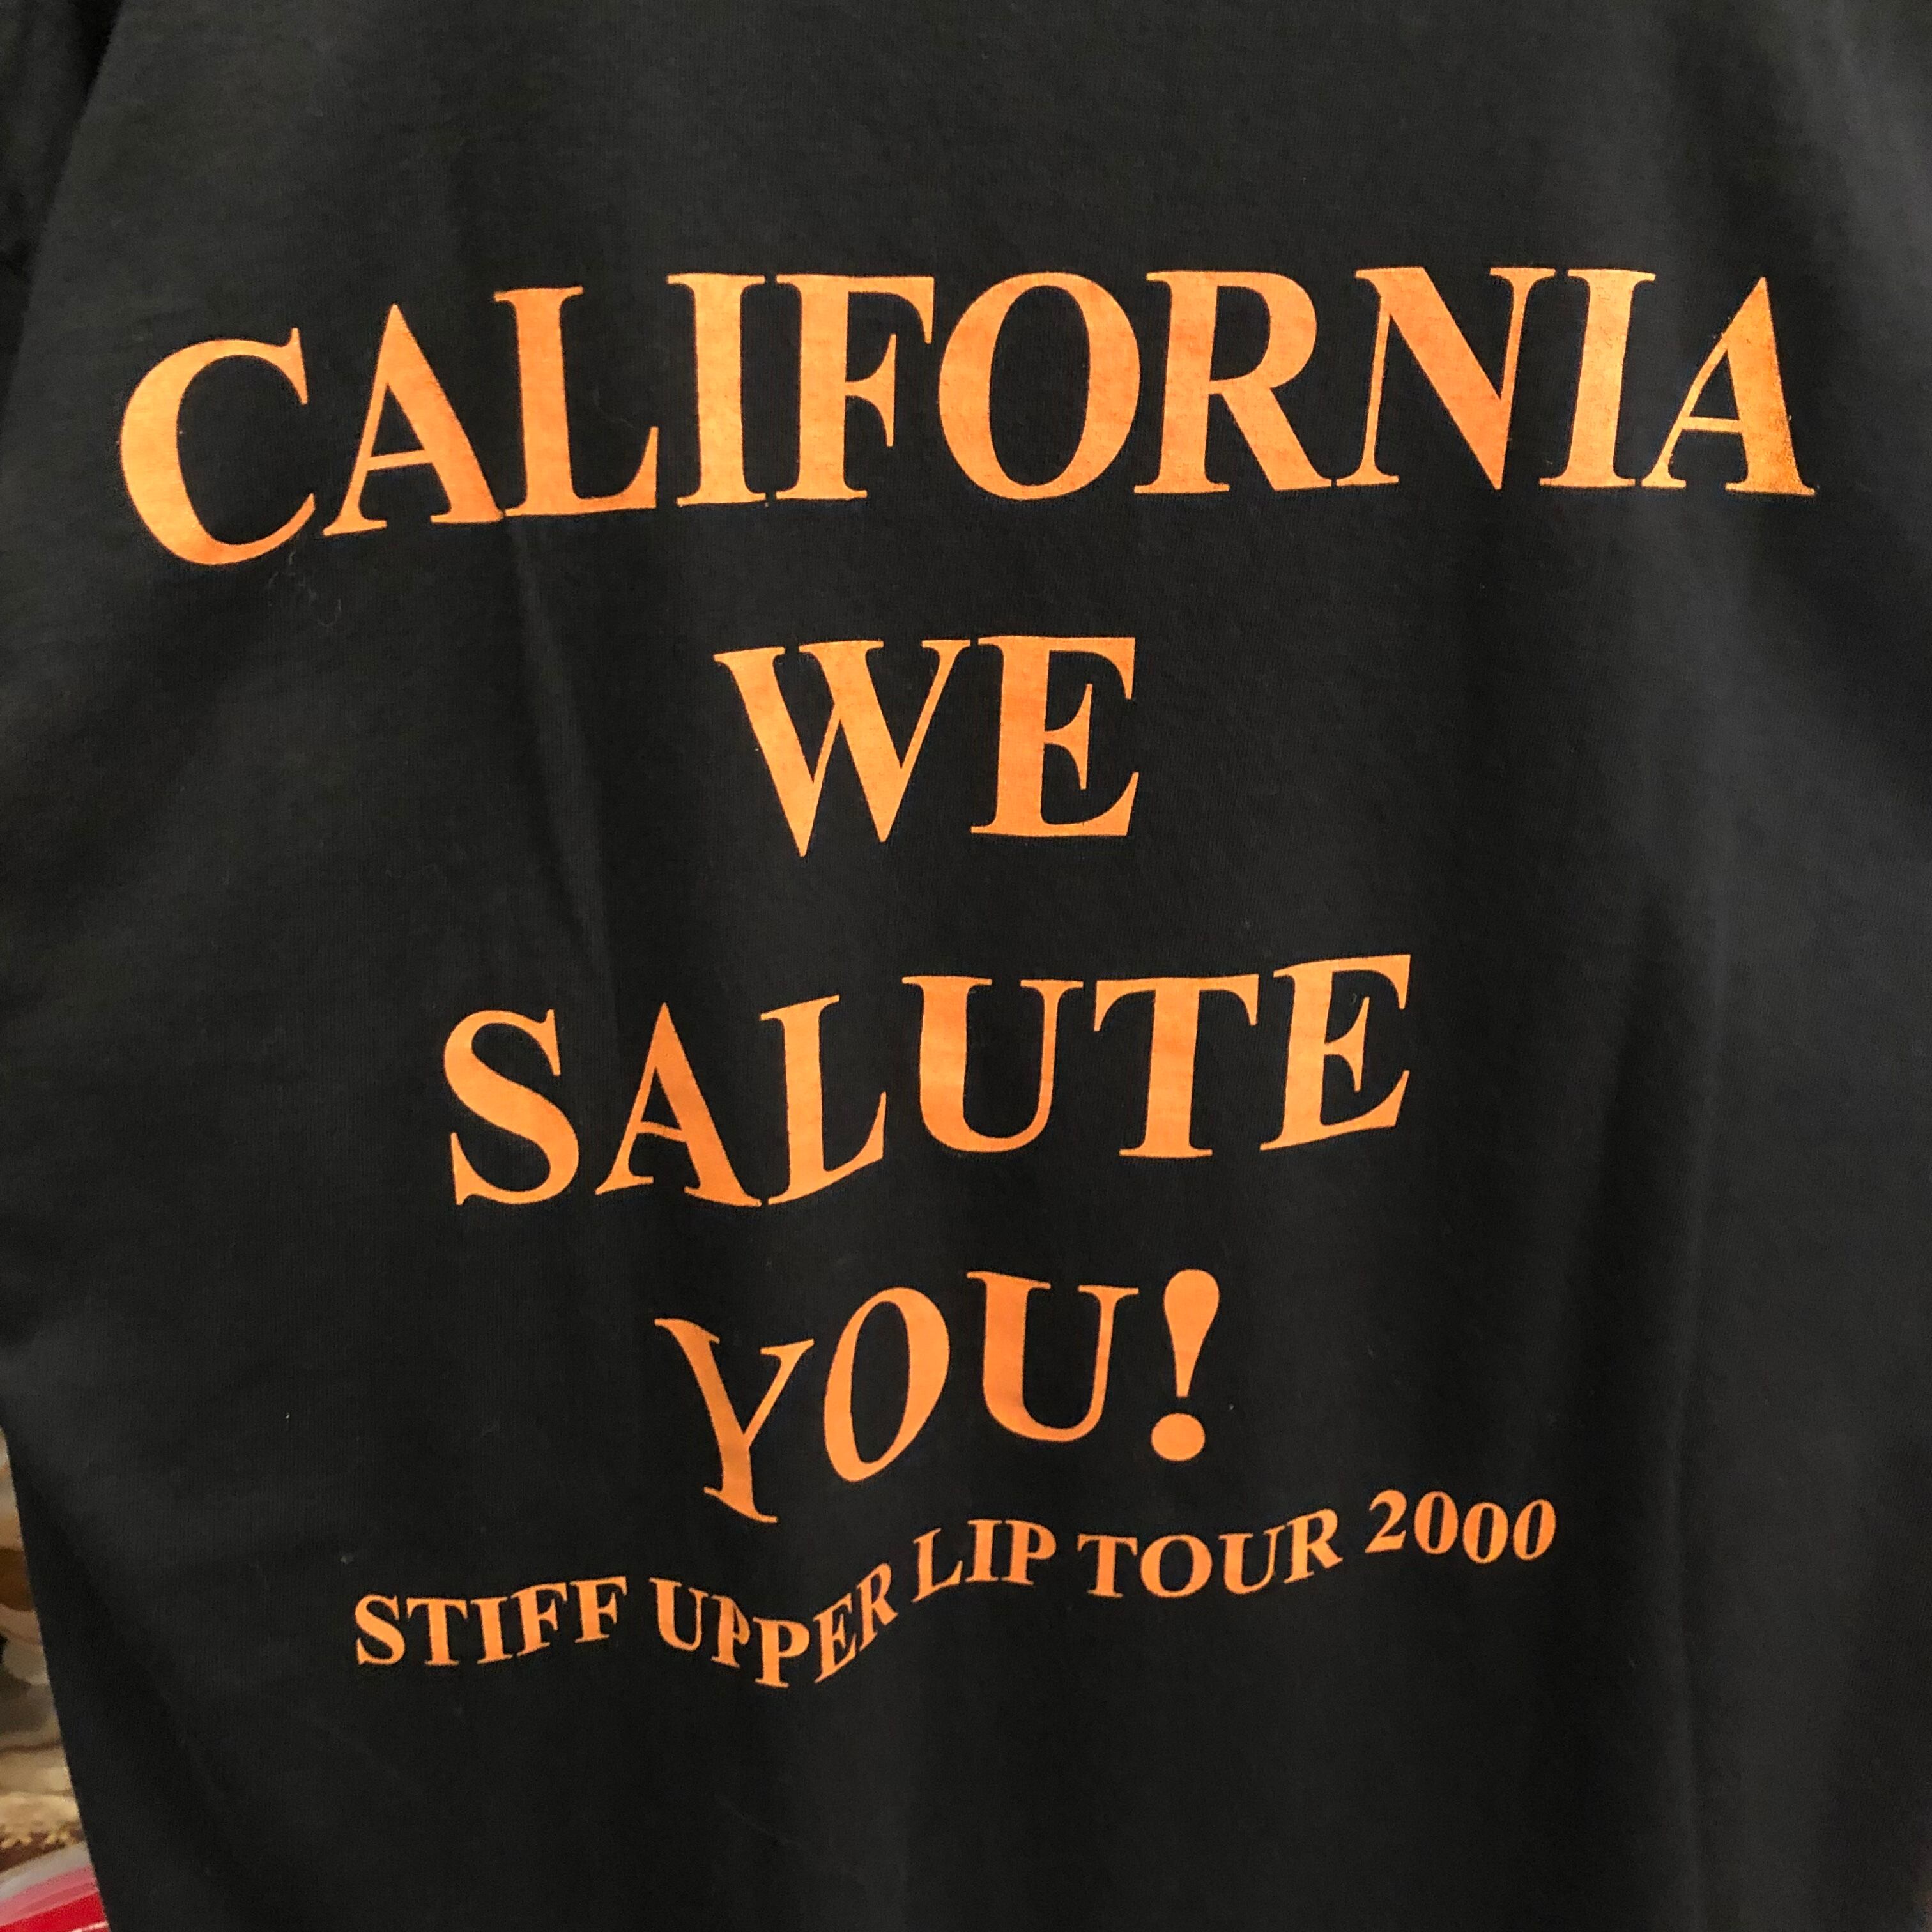 CALIFORNIA
WE
SALUTE
YOU!
STIFF UPPER LIP TOUR 2000